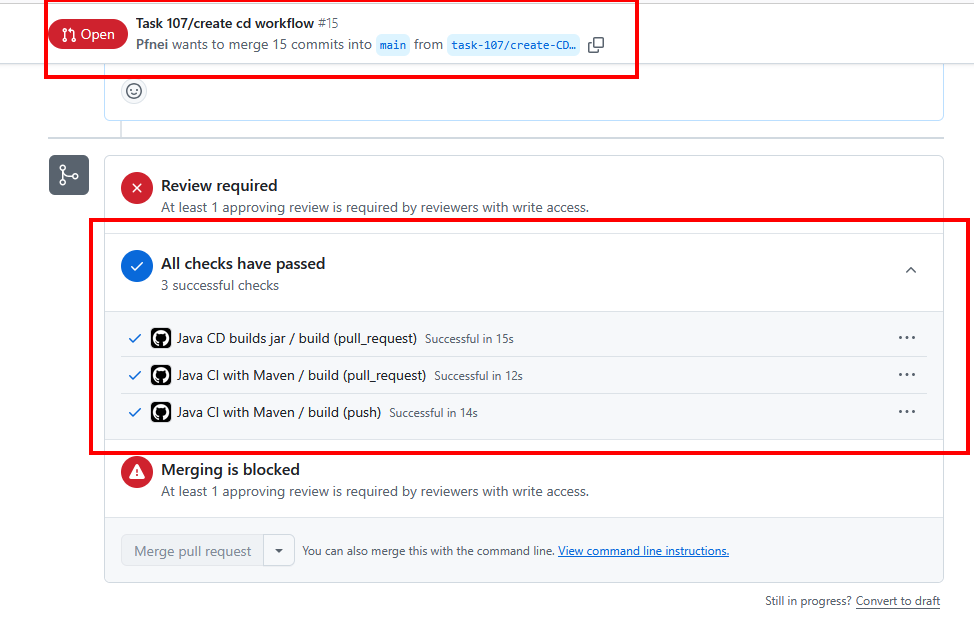 Open
Task 107/create cd workflow #15
Pfnei wants to merge 15 commits into main from task-107/create-CD…
Review required
At least 1 approving review is required by reviewers with write access.
All checks have passed
3 successful checks
Java CD builds jar / build (pull_request) Successful in 15s
Java CI with Maven / build (pull_request) Successful in 12s
Java CI with Maven / build (push) Successful in 14s
Merging is blocked
At least 1 approving review is required by reviewers with write access.
Merge pull request
You can also merge this with the command line. View command line instructions.
Still in progress? Convert to draft